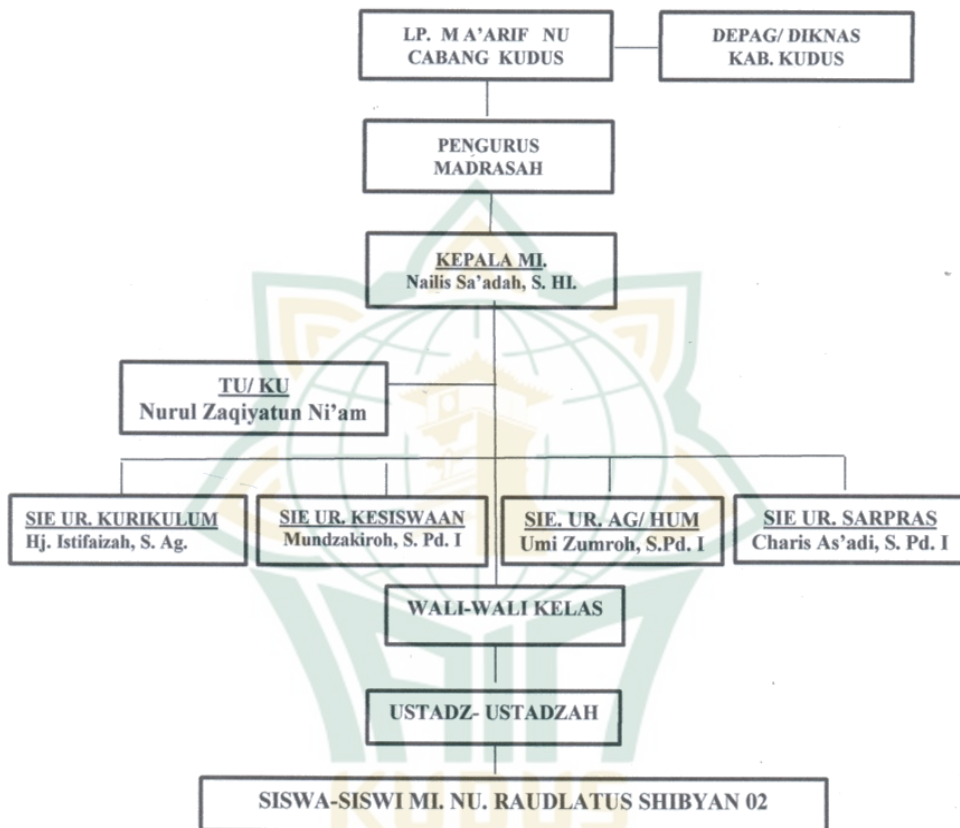 LP. M A'ARIF NU
CABANG KUDUS
DEPAG/ DIKNAS
KAB. KUDUS
PENGURUS
MADRASAH
KEPALA MI.
Nailis Sa'adah, S. HI.
TU/ KU
Nurul Zaqiyatun Ni'am
SIE UR. KURIKULUM
Hj. Istifaizah, S. Ag.
SIE UR. KESISWAAN
Mundzakiroh, S. Pd. I
SIE. UR. AG/ HUM
Umi Zumroh, S.Pd. I
SIE UR. SARPRAS
Charis As'adi, S. Pd. I
WALI-WALI KELAS
USTADZ- USTADZAH
SISWA-SISWI MI. NU. RAUDLATUS SHIBYAN 02
KUDUS